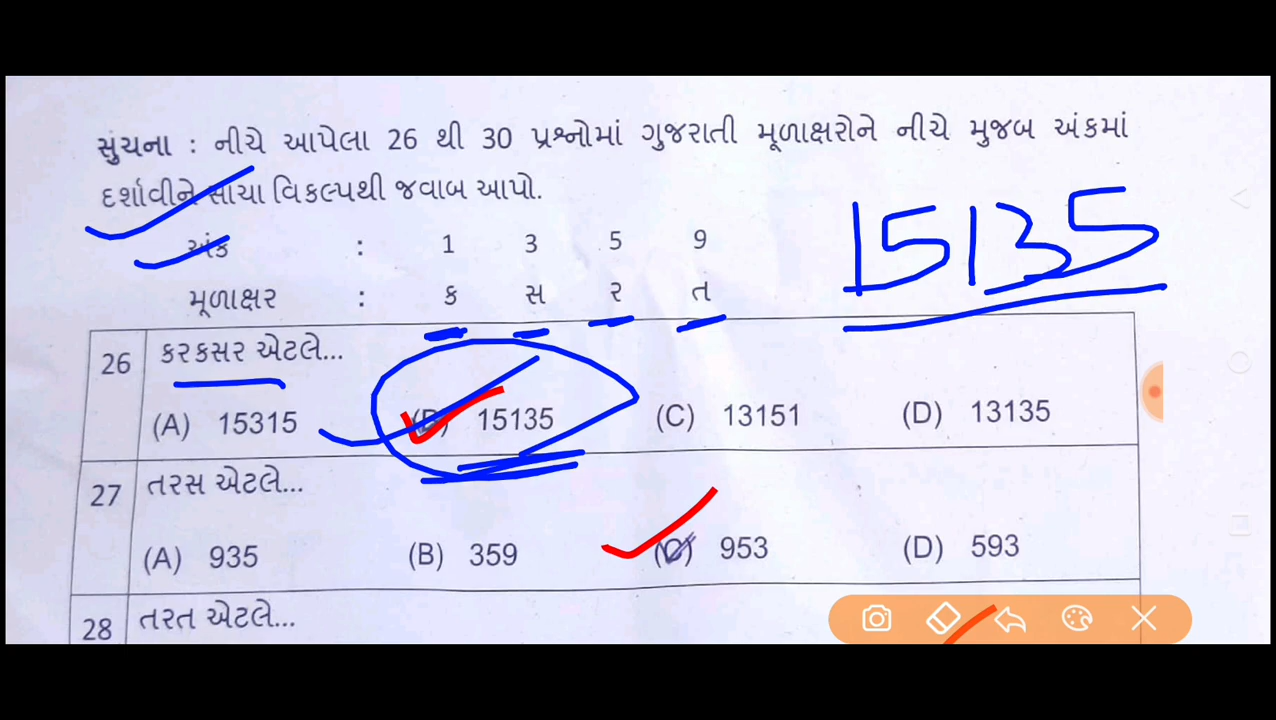 સુંચના : નીચે આપેલા 26 થી 30 પ્રશ્નોમાં ગુજરાતી મૂળાક્ષરોને નીચે મુજબ અંકમાં
દર્શાવીને સાચા વિકલ્પથી જવાબ આપો.
15135
અંક : 1 3 5 9
મૂળાક્ષર : ક સ ર ત
26 કરકસર એટલે...
(A) 15315 (B) 15135 (C) 13151 (D) 13135
27 તરસ એટલે...
(A) 935 (B) 359 (C) 953 (D) 593
28 તરત એટલે...